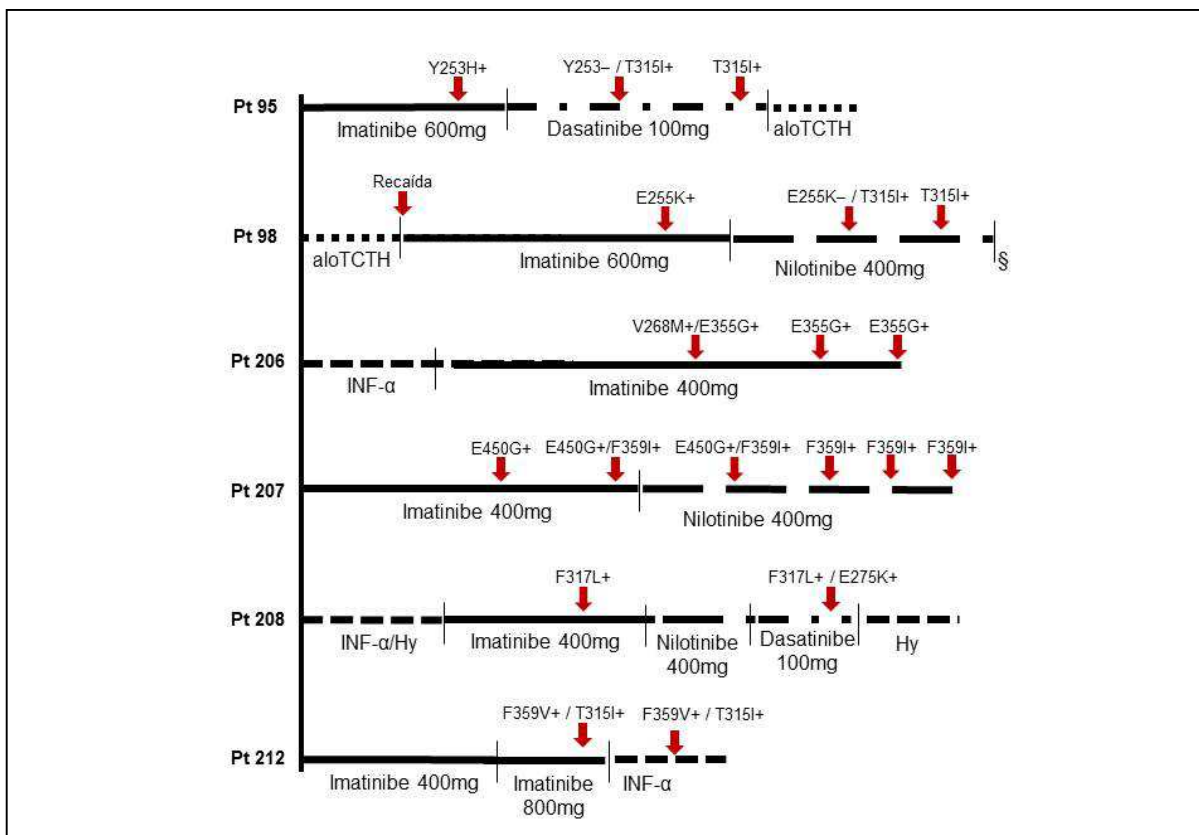 Y253H+ Y253– / T315I+ T315I+
Pt 95
Imatinibe 600mg Dasatinibe 100mg aloTCTH
Recaída E255K+ E255K– / T315I+ T315I+
Pt 98
aloTCTH Imatinibe 600mg Nilotinibe 400mg §
V268M+/E355G+ E355G+ E355G+
Pt 206
INF-α Imatinibe 400mg
E450G+ E450G+/F359I+ E450G+/F359I+ F359I+ F359I+ F359I+
Pt 207
Imatinibe 400mg Nilotinibe 400mg
F317L+ F317L+ / E275K+
Pt 208
INF-α/Hy Imatinibe 400mg Nilotinibe Dasatinibe Hy
400mg 100mg
F359V+ / T315I+ F359V+ / T315I+
Pt 212
Imatinibe 400mg Imatinibe INF-α
800mg